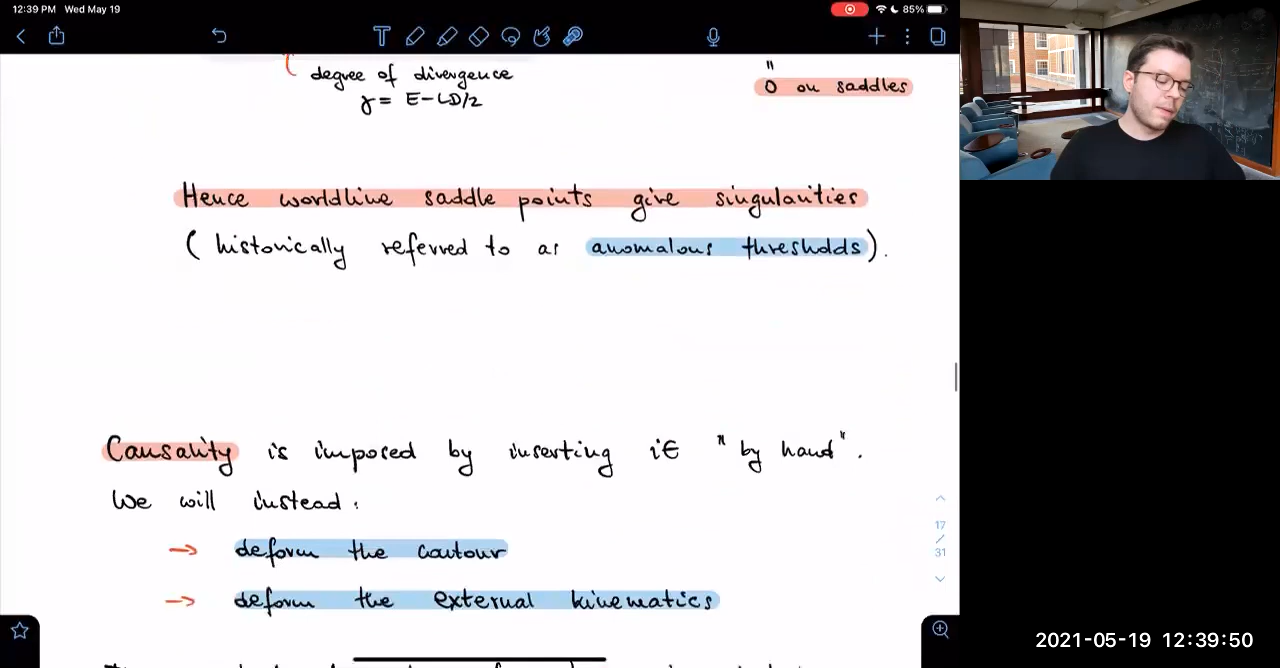 12:39 PM Wed May 19
85%
degree of divergence
γ = E-LD/2
"
0 on saddles
Hence worldline saddle points give singularities
( historically referred to as anomalous thresholds ).
Causality is imposed by inserting iε "by hand".
We will instead:
→ deform the contour
→ deform the external kinematics
17
/
31
2021-05-19 12:39:50